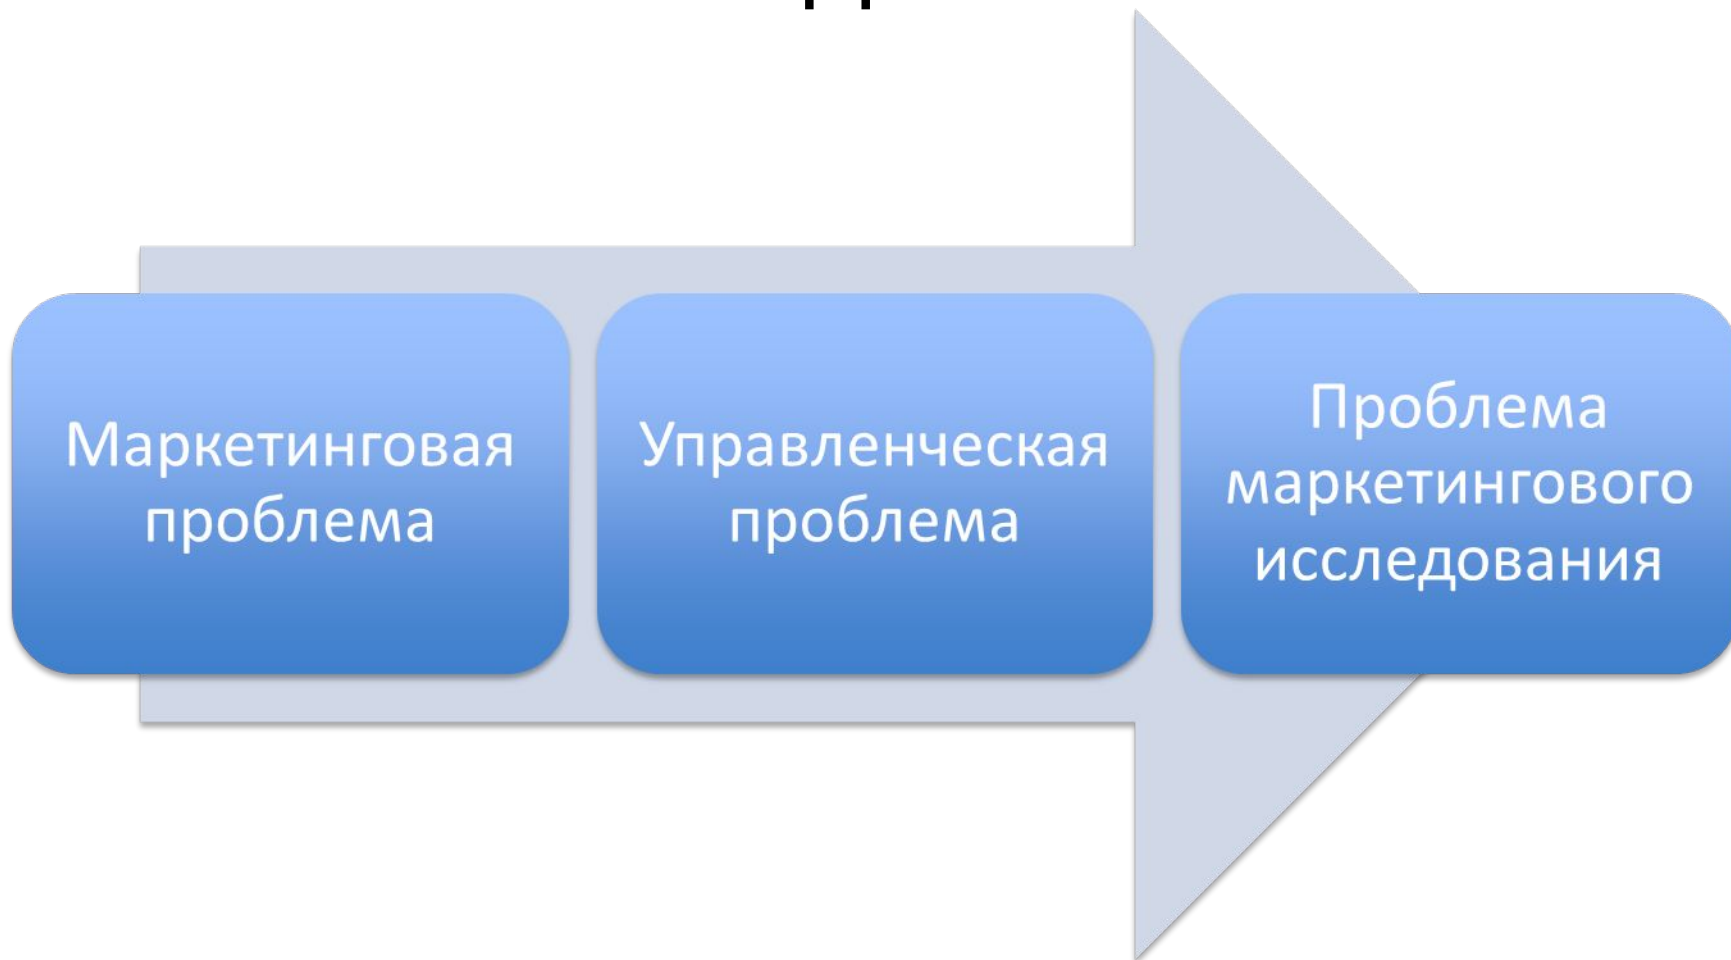 Маркетинговая
проблема
Управленческая
проблема
Проблема
маркетингового
исследования